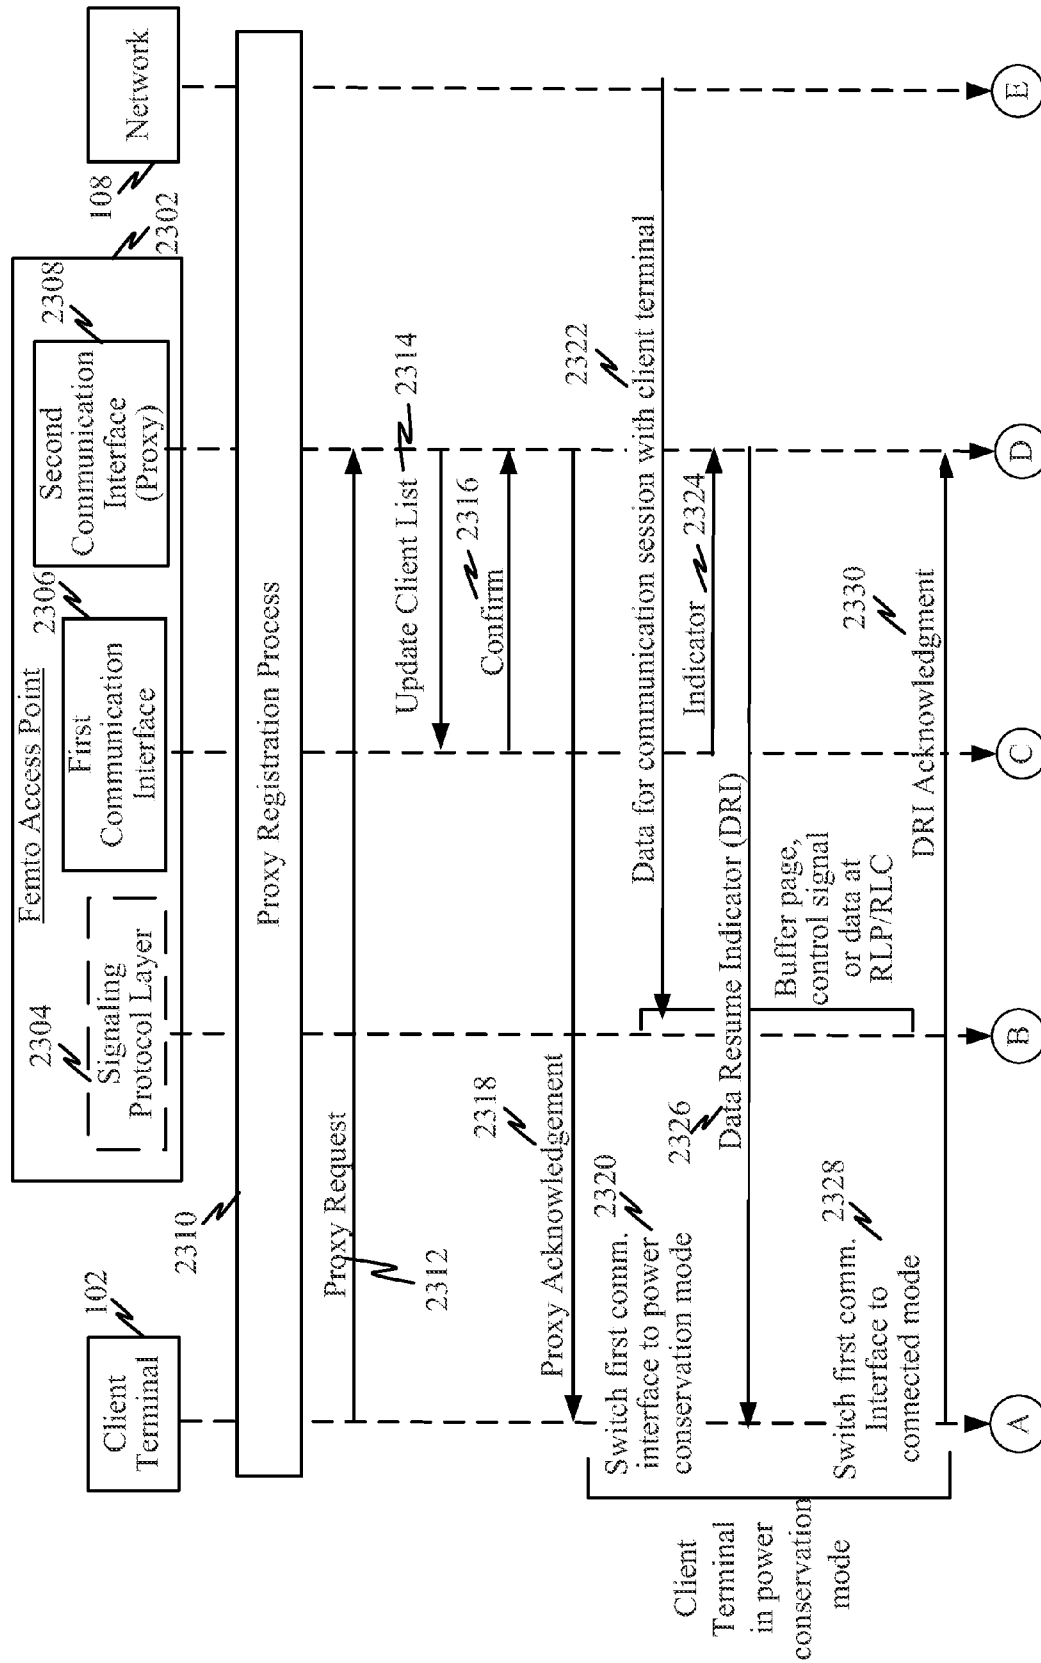 Femto Access Point
2302
Client
Terminal
102
2304
Signaling
Protocol Layer
First
Communication
Interface
2306
Second
Communication
Interface
(Proxy)
2308
Network
108
2310
Proxy Registration Process
Proxy Request
2312
Update Client List
2314
2316
Confirm
2318
Proxy Acknowledgement
2320
Switch first comm.
interface to power
conservation mode
2322
Data for communication session with client terminal
Indicator
2324
2326
Data Resume Indicator (DRI)
Buffer page,
control signal
or data at
RLP/RLC
Client
Terminal
in power
conservation
mode
2328
Switch first comm.
Interface to
connected mode
2330
DRI Acknowledgment
A
B
C
D
E